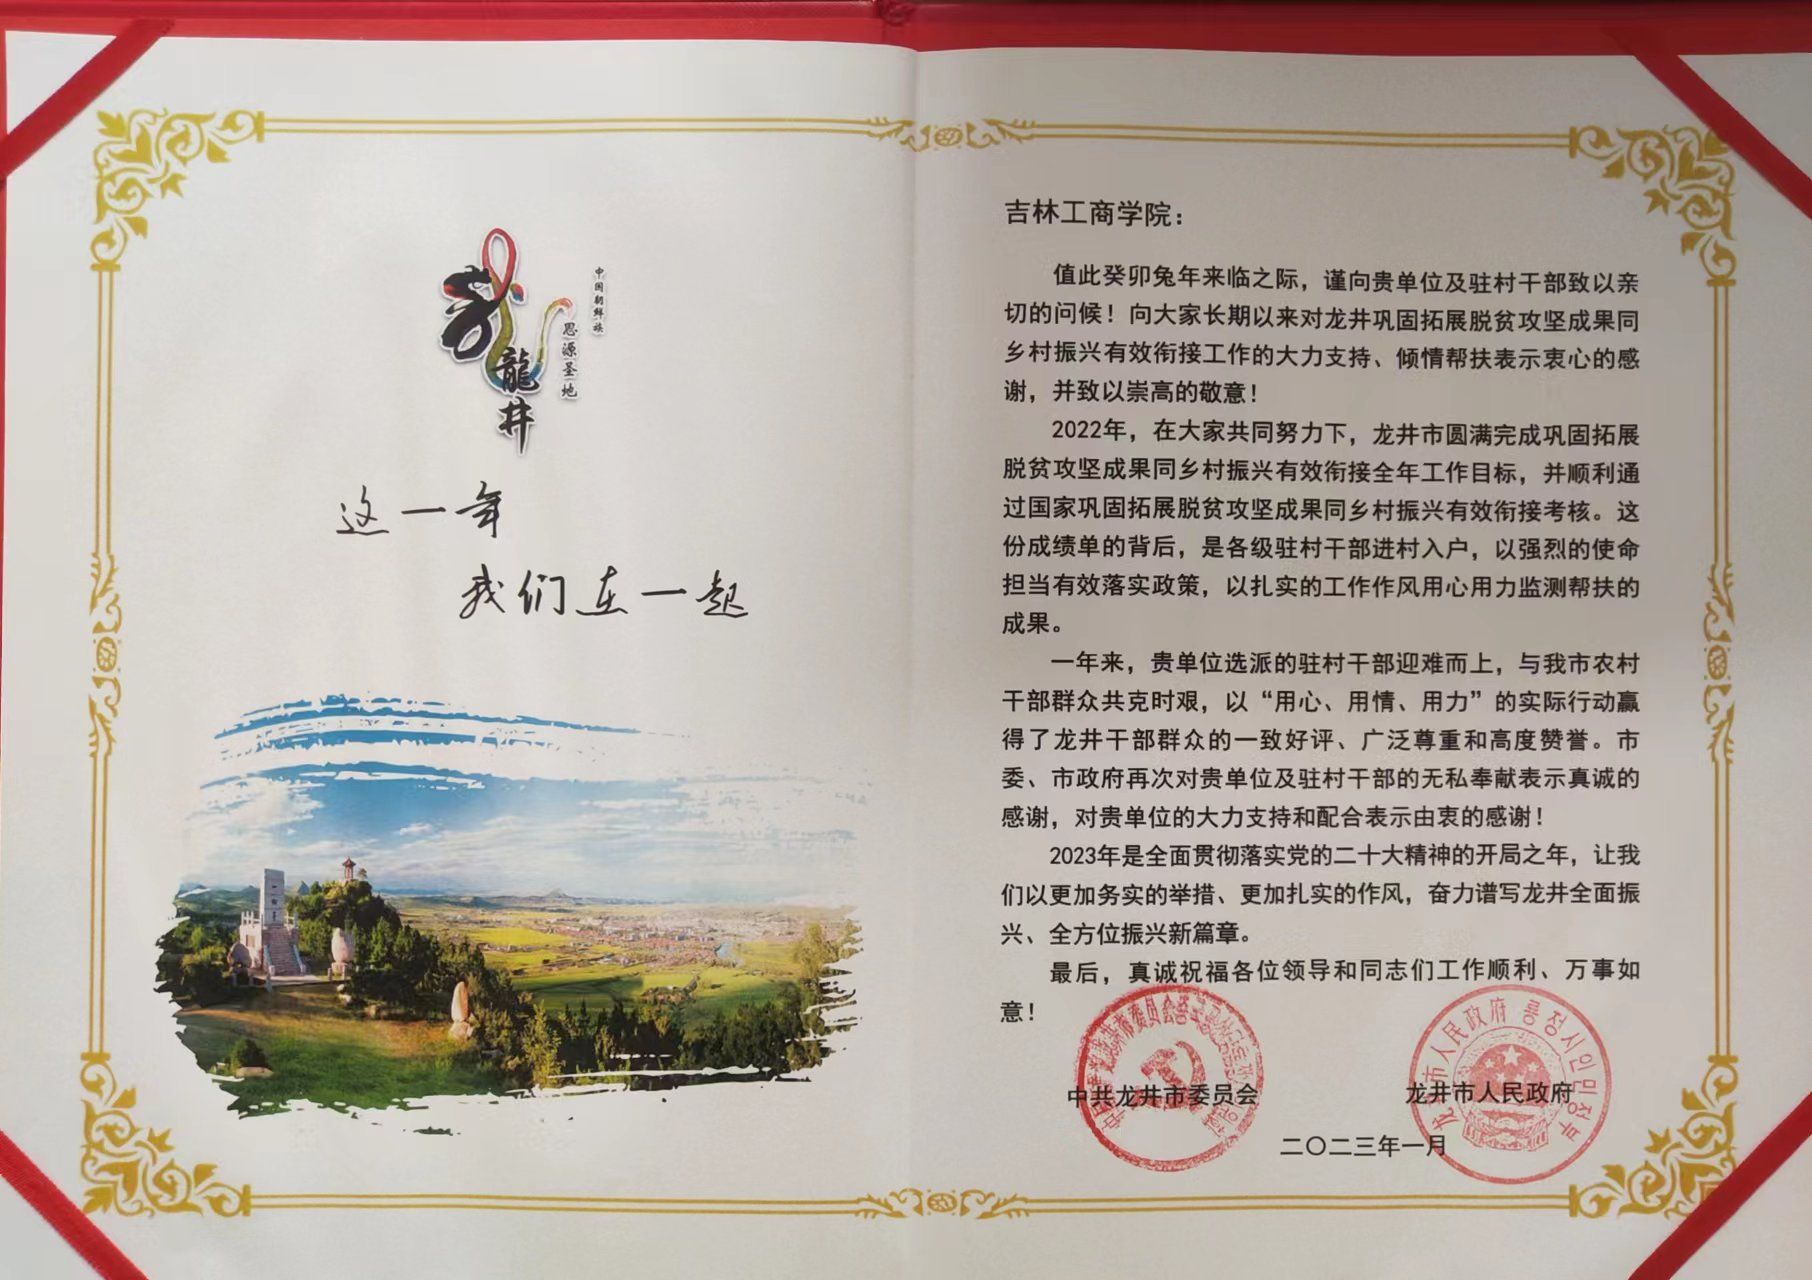 中国朝鲜族
恩源圣地
龍井
这一年
我们在一起
吉林工商学院：
值此癸卯兔年来临之际，谨向贵单位及驻村干部致以亲
切的问候！向大家长期以来对龙井巩固拓展脱贫攻坚成果同
乡村振兴有效衔接工作的大力支持、倾情帮扶表示衷心的感
谢，并致以崇高的敬意！
2022年，在大家共同努力下，龙井市圆满完成巩固拓展
脱贫攻坚成果同乡村振兴有效衔接全年工作目标，并顺利通
过国家巩固拓展脱贫攻坚成果同乡村振兴有效衔接考核。这
份成绩单的背后，是各级驻村干部进村入户，以强烈的使命
担当有效落实政策，以扎实的工作作风用心用力监测帮扶的
成果。
一年来，贵单位选派的驻村干部迎难而上，与我市农村
干部群众共克时艰，以“用心、用情、用力”的实际行动赢
得了龙井干部群众的一致好评、广泛尊重和高度赞誉。市
委、市政府再次对贵单位及驻村干部的无私奉献表示真诚的
感谢，对贵单位的大力支持和配合表示由衷的感谢！
2023年是全面贯彻落实党的二十大精神的开局之年，让我
们以更加务实的举措、更加扎实的作风，奋力谱写龙井全面振
兴、全方位振兴新篇章。
最后，真诚祝福各位领导和同志们工作顺利、万事如
意！
中共龙井市委员会
龙井市人民政府
二〇二三年一月
龙井市人民政府 룡정시인민정부